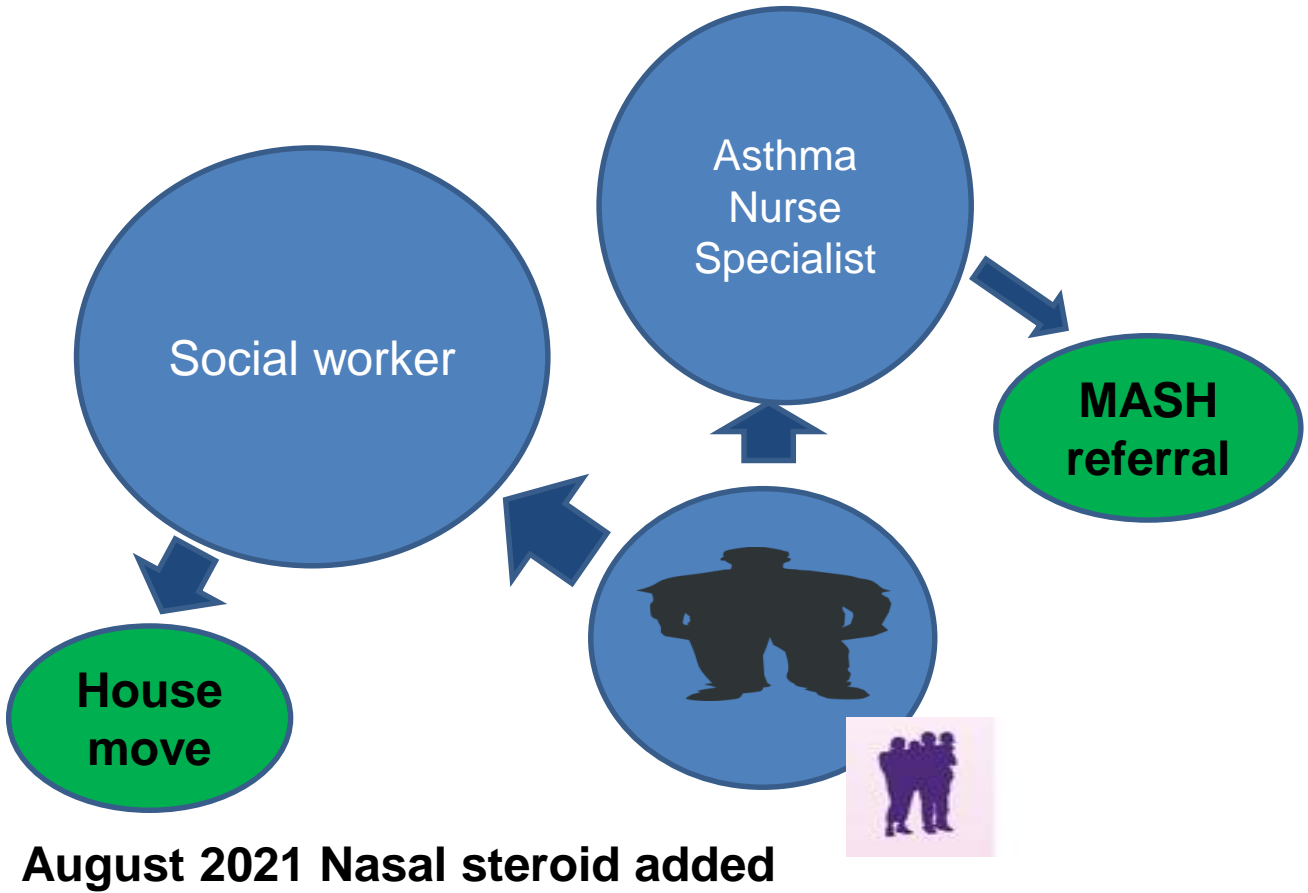 Asthma
Nurse
Specialist
Social worker
MASH
referral
House
move
August 2021 Nasal steroid added